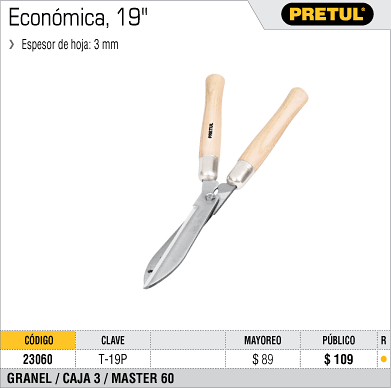 Económica, 19"
PRETUL®
❯ Espesor de hoja: 3 mm
PRETUL
CÓDIGO CLAVE MAYOREO PÚBLICO R
23060 T-19P $ 89 $ 109
GRANEL / CAJA 3 / MASTER 60